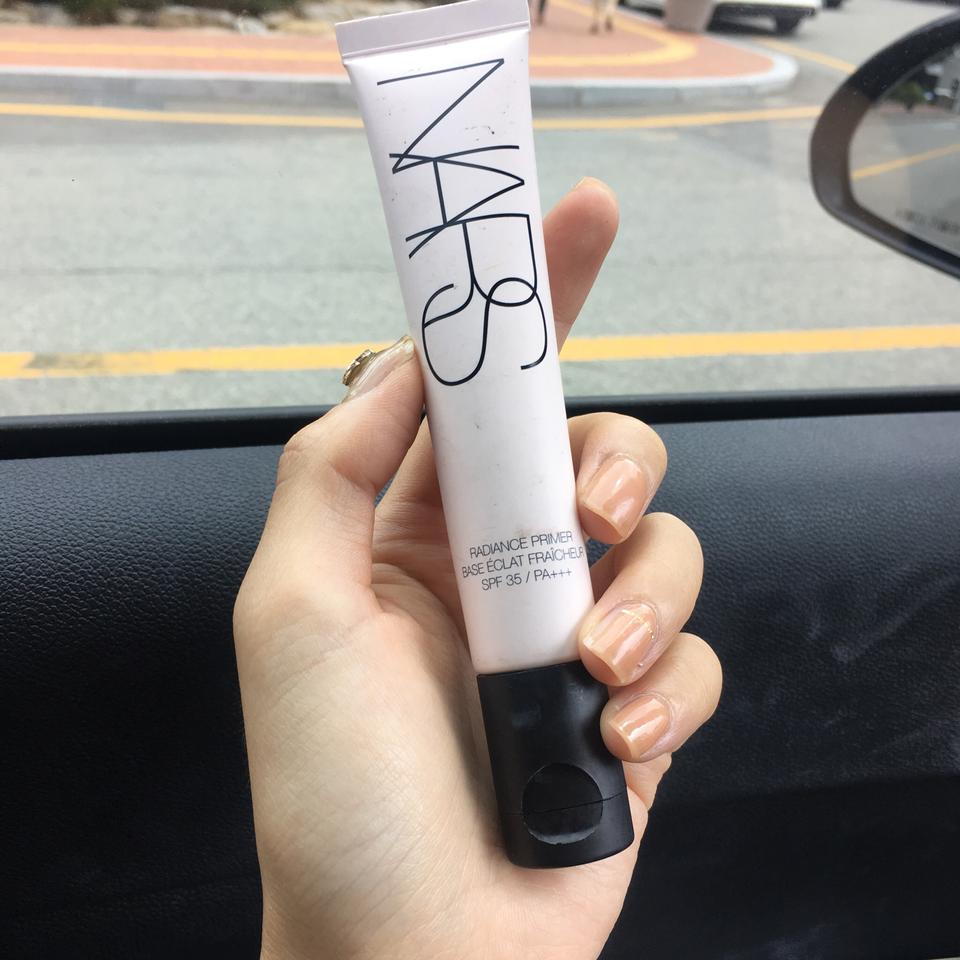 NARS
RADIANCE PRIMER
BASE ÉCLAT FRAÎCHEUR
SPF 35 / PA+++